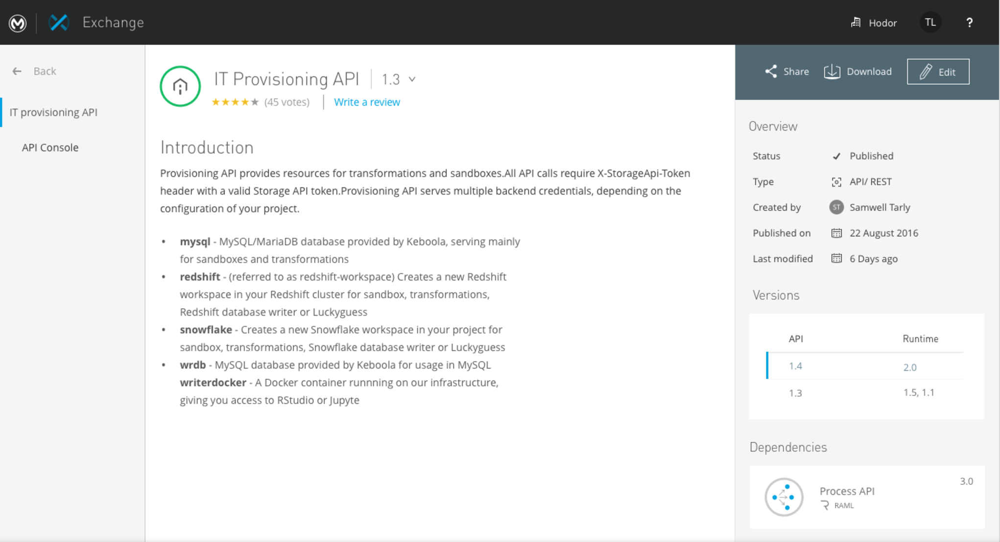 Exchange
Hodor
TL
?
Back
IT provisioning API
API Console
IT Provisioning API
1.3
(45 votes)
Write a review
Introduction
Provisioning API provides resources for transformations and sandboxes.All API calls require X-StorageApi-Token
header with a valid Storage API token.Provisioning API serves multiple backend credentials, depending on the
configuration of your project.
• mysql - MySQL/MariaDB database provided by Keboola, serving mainly
for sandboxes and transformations
• redshift - (referred to as redshift-workspace) Creates a new Redshift
workspace in your Redshift cluster for sandbox, transformations,
Redshift database writer or Luckyguess
• snowflake - Creates a new Snowflake workspace in your project for
sandbox, transformations, Snowflake database writer or Luckyguess
• wrdb - MySQL database provided by Keboola for usage in MySQL
writerdocker - A Docker container runnning on our infrastructure,
giving you access to RStudio or Jupyte
Share
Download
Edit
Overview
Status Published
Type API/ REST
Created by ST Samwell Tarly
Published on 22 August 2016
Last modified 6 Days ago
Versions
API Runtime
1.4 2.0
1.3 1.5, 1.1
Dependencies
3.0
Process API
RAML